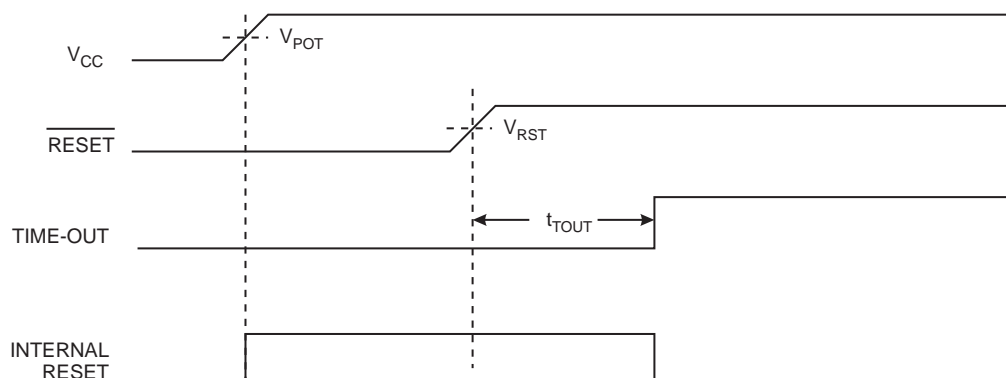 V_POT
V_CC
RESET
V_RST
t_TOUT
TIME-OUT
INTERNAL
RESET